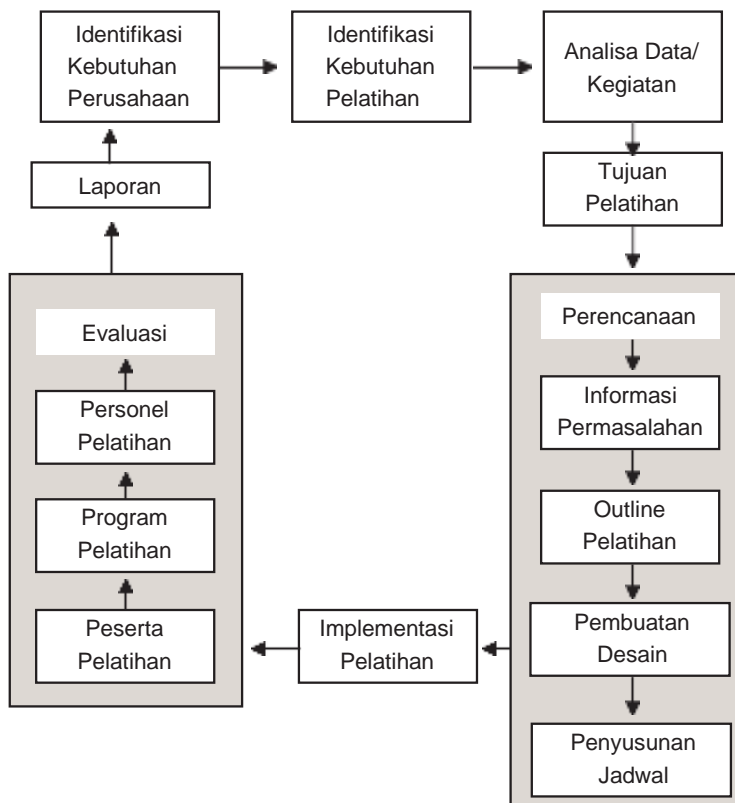 Identifikasi
Kebutuhan
Perusahaan
Identifikasi
Kebutuhan
Pelatihan
Analisa Data/
Kegiatan
Tujuan
Pelatihan
Perencanaan
Informasi
Permasalahan
Outline
Pelatihan
Pembuatan
Desain
Penyusunan
Jadwal
Implementasi
Pelatihan
Peserta
Pelatihan
Program
Pelatihan
Personel
Pelatihan
Evaluasi
Laporan